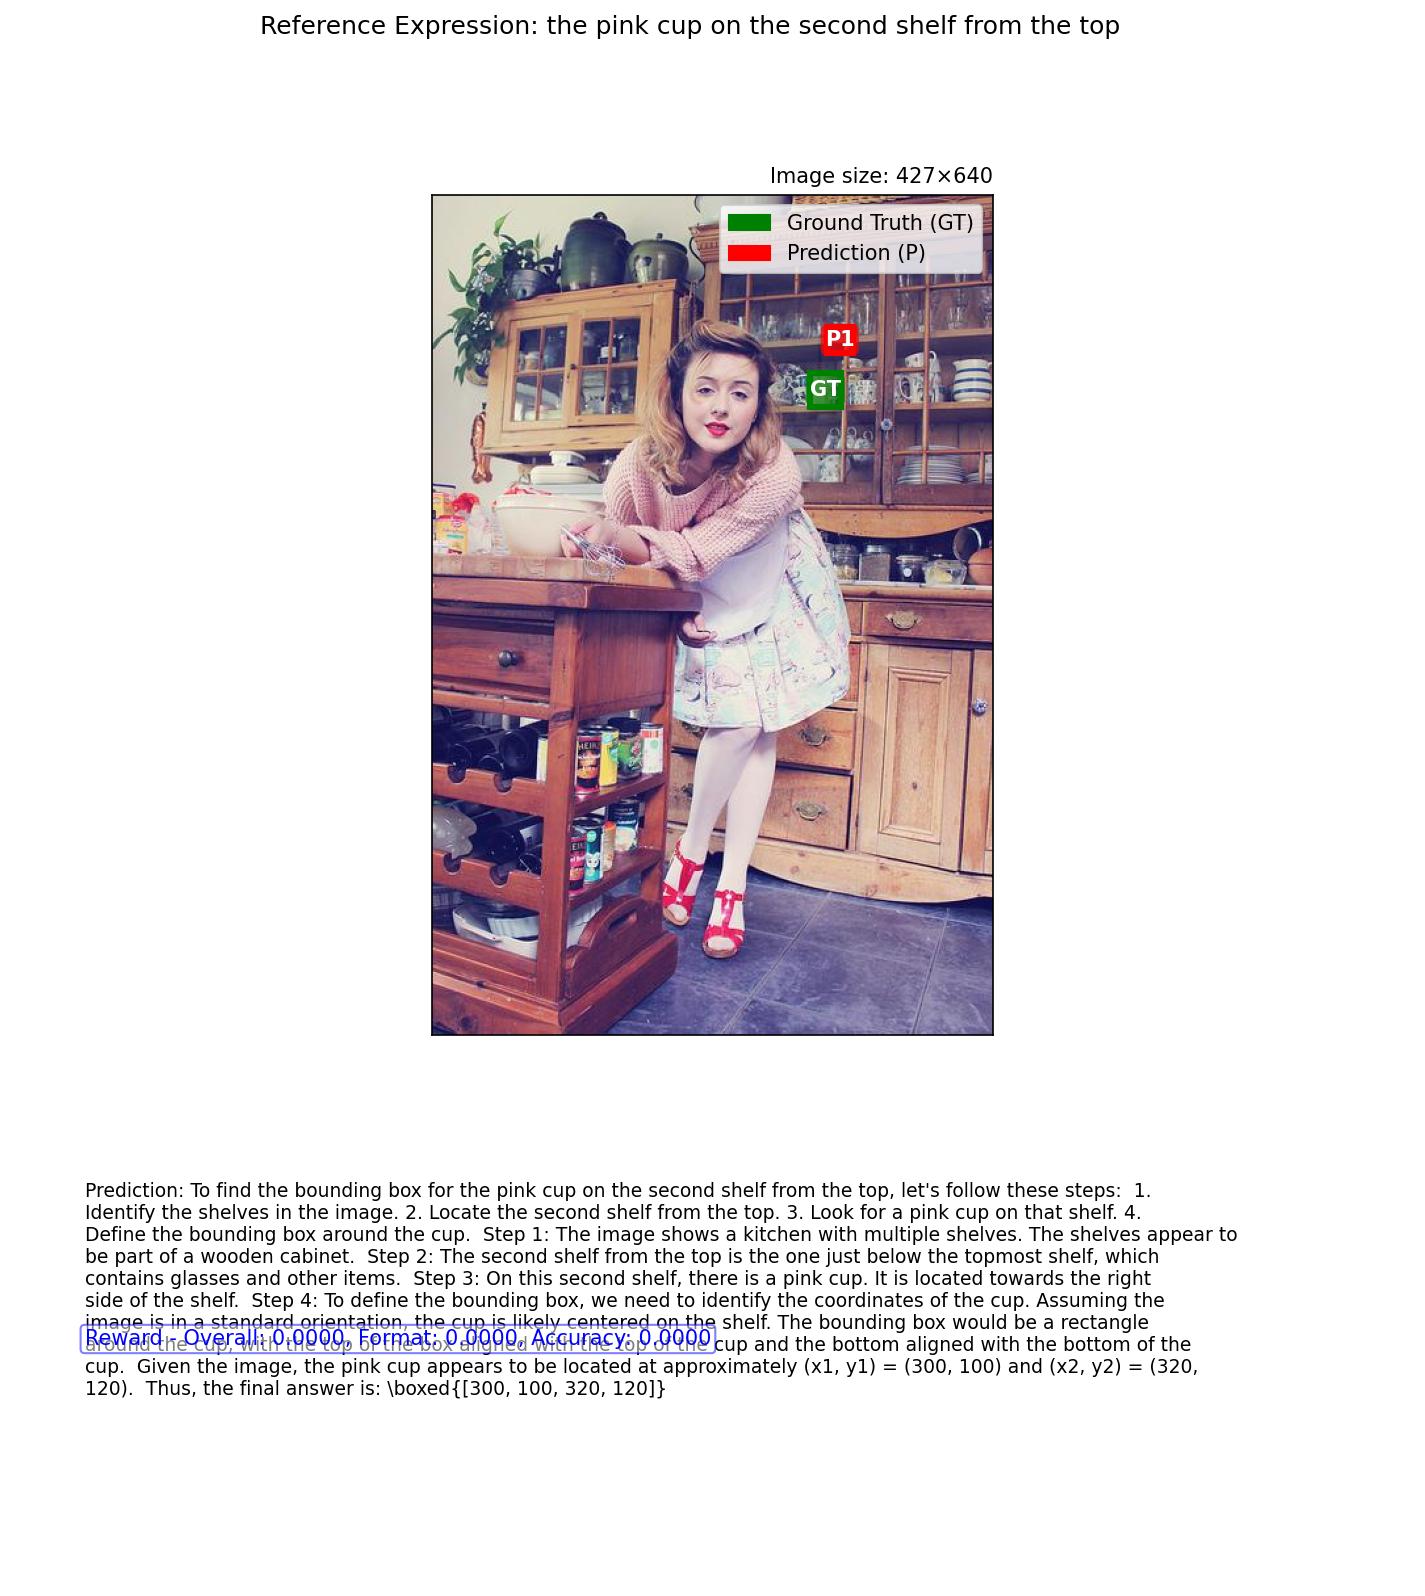 Reference Expression: the pink cup on the second shelf from the top
Image size: 427×640
Ground Truth (GT)
Prediction (P)
P1
GT
HEINZ
Prediction: To find the bounding box for the pink cup on the second shelf from the top, let's follow these steps:  1.
Identify the shelves in the image. 2. Locate the second shelf from the top. 3. Look for a pink cup on that shelf. 4.
Define the bounding box around the cup.  Step 1: The image shows a kitchen with multiple shelves. The shelves appear to
be part of a wooden cabinet.  Step 2: The second shelf from the top is the one just below the topmost shelf, which
contains glasses and other items.  Step 3: On this second shelf, there is a pink cup. It is located towards the right
side of the shelf.  Step 4: To define the bounding box, we need to identify the coordinates of the cup. Assuming the
image is in a standard orientation, the cup is likely centered on the shelf. The bounding box would be a rectangle
Reward - Overall: 0.0000, Format: 0.0000, Accuracy: 0.0000
around the cup, with the top of the box aligned with the top of the cup and the bottom aligned with the bottom of the
cup.  Given the image, the pink cup appears to be located at approximately (x1, y1) = (300, 100) and (x2, y2) = (320,
120).  Thus, the final answer is: \boxed{[300, 100, 320, 120]}